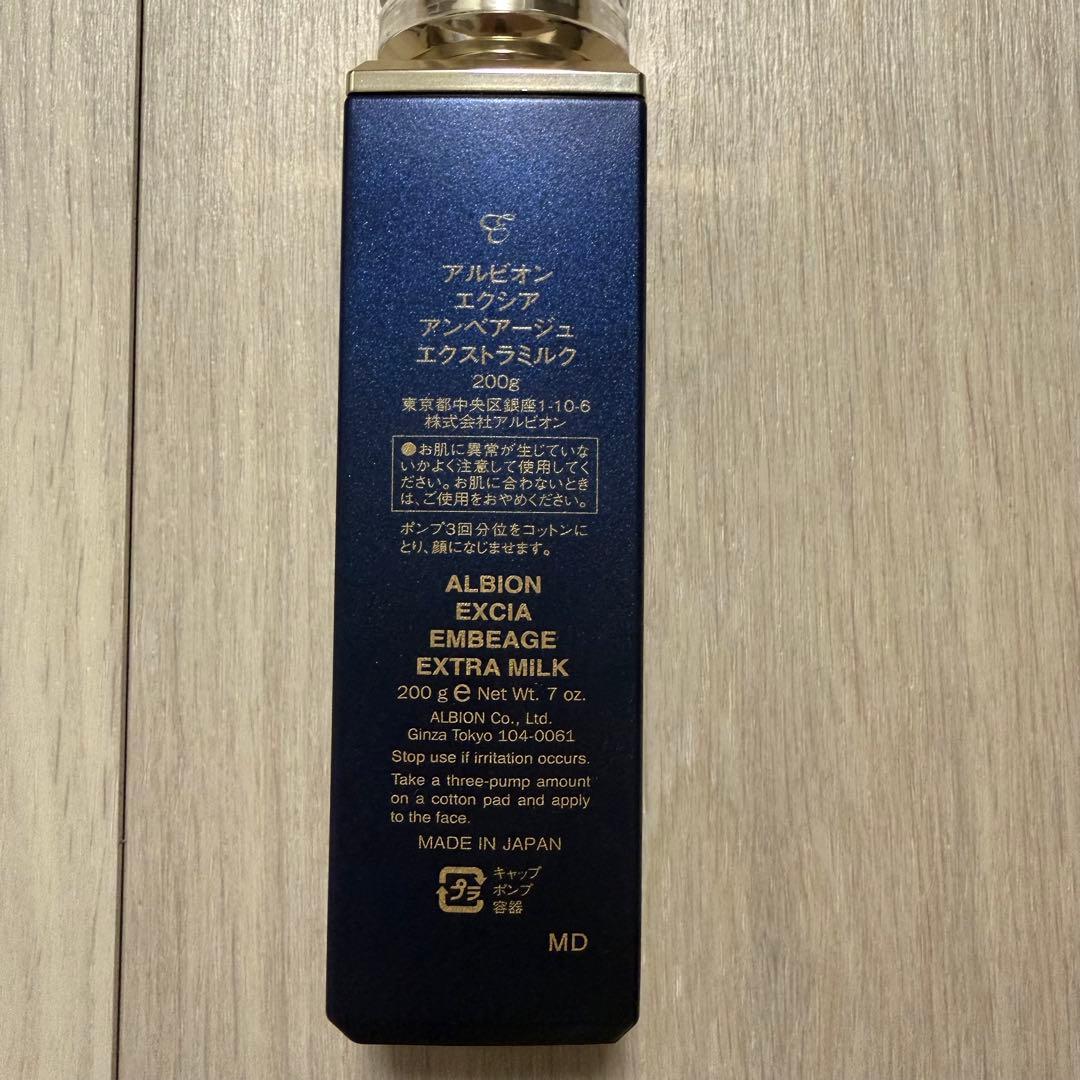 アルビオン
エクシア
アンベアージュ
エクストラミルク
200g
東京都中央区銀座1-10-6
株式会社アルビオン
●お肌に異常が生じていな
いかよく注意して使用してく
ださい。お肌に合わないとき
は、ご使用をおやめください。
ポンプ3回分位をコットンに
とり、顔になじませます。
ALBION
EXCIA
EMBEAGE
EXTRA MILK
200 g e Net Wt. 7 oz.
ALBION Co., Ltd.
Ginza Tokyo 104-0061
Stop use if irritation occurs.
Take a three-pump amount
on a cotton pad and apply
to the face.
MADE IN JAPAN
プラ
キャップ
ポンプ
容器
MD